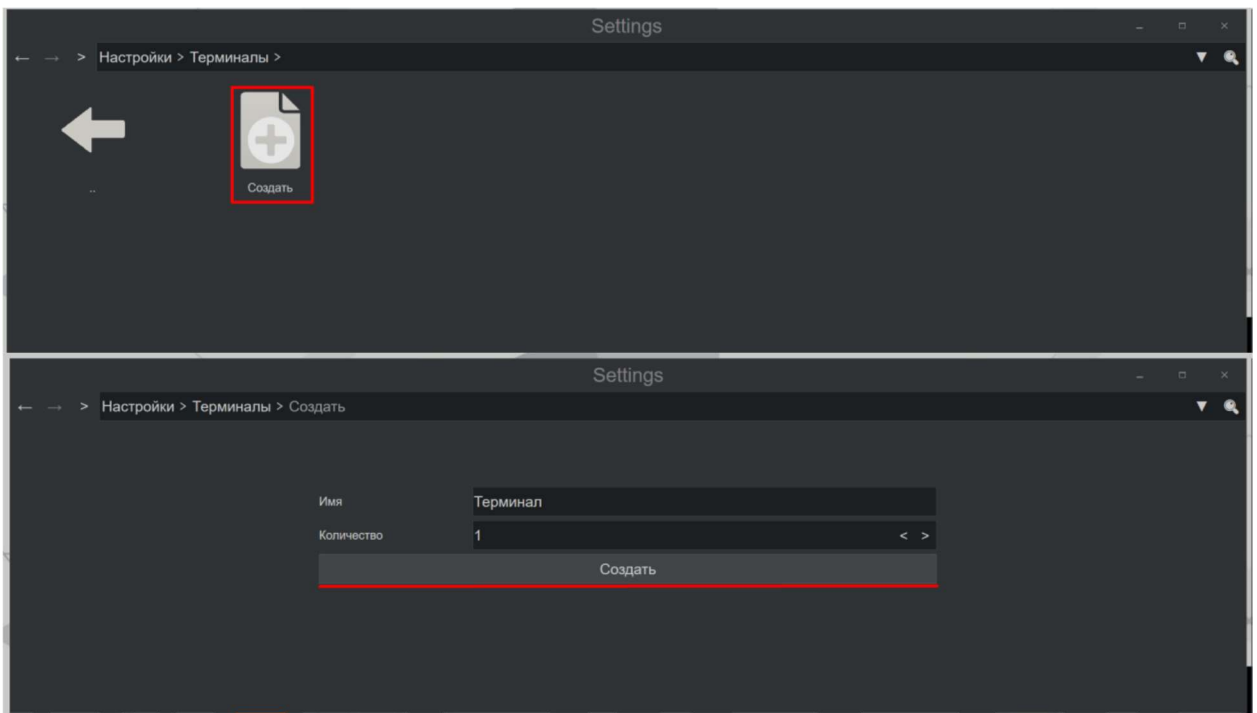 Settings
Настройки > Терминалы >
..
Создать
Settings
Настройки > Терминалы > Создать
Имя Терминал
Количество 1 < >
Создать